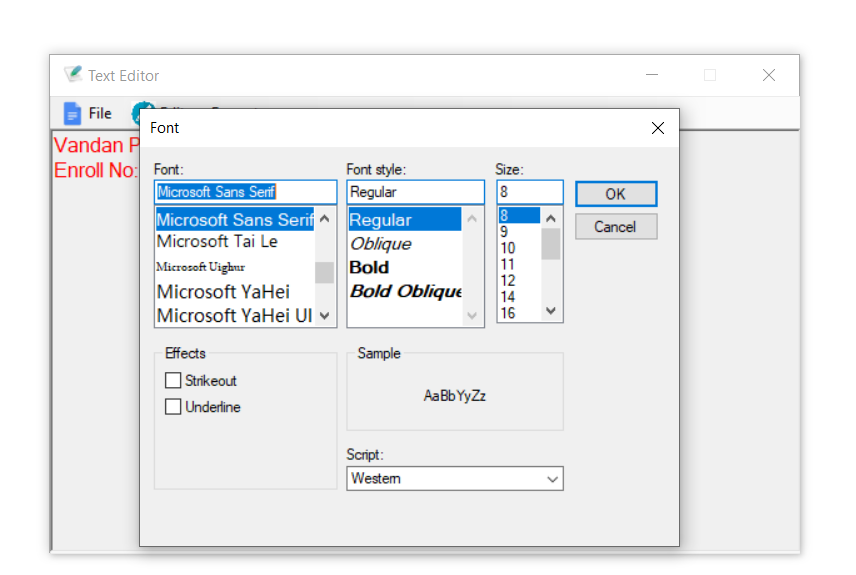 Text Editor
File
Font
Vandan P
Enroll No:
Font:
Font style:
Size:
Microsoft Sans Serif
Regular
8
OK
Microsoft Sans Serif
Microsoft Tai Le
Microsoft Uighur
Microsoft YaHei
Microsoft YaHei UI
Regular
Oblique
Bold
Bold Oblique
8
9
10
11
12
14
16
Cancel
Effects
Strikeout
Underline
Sample
AaBbYyZz
Script:
Western